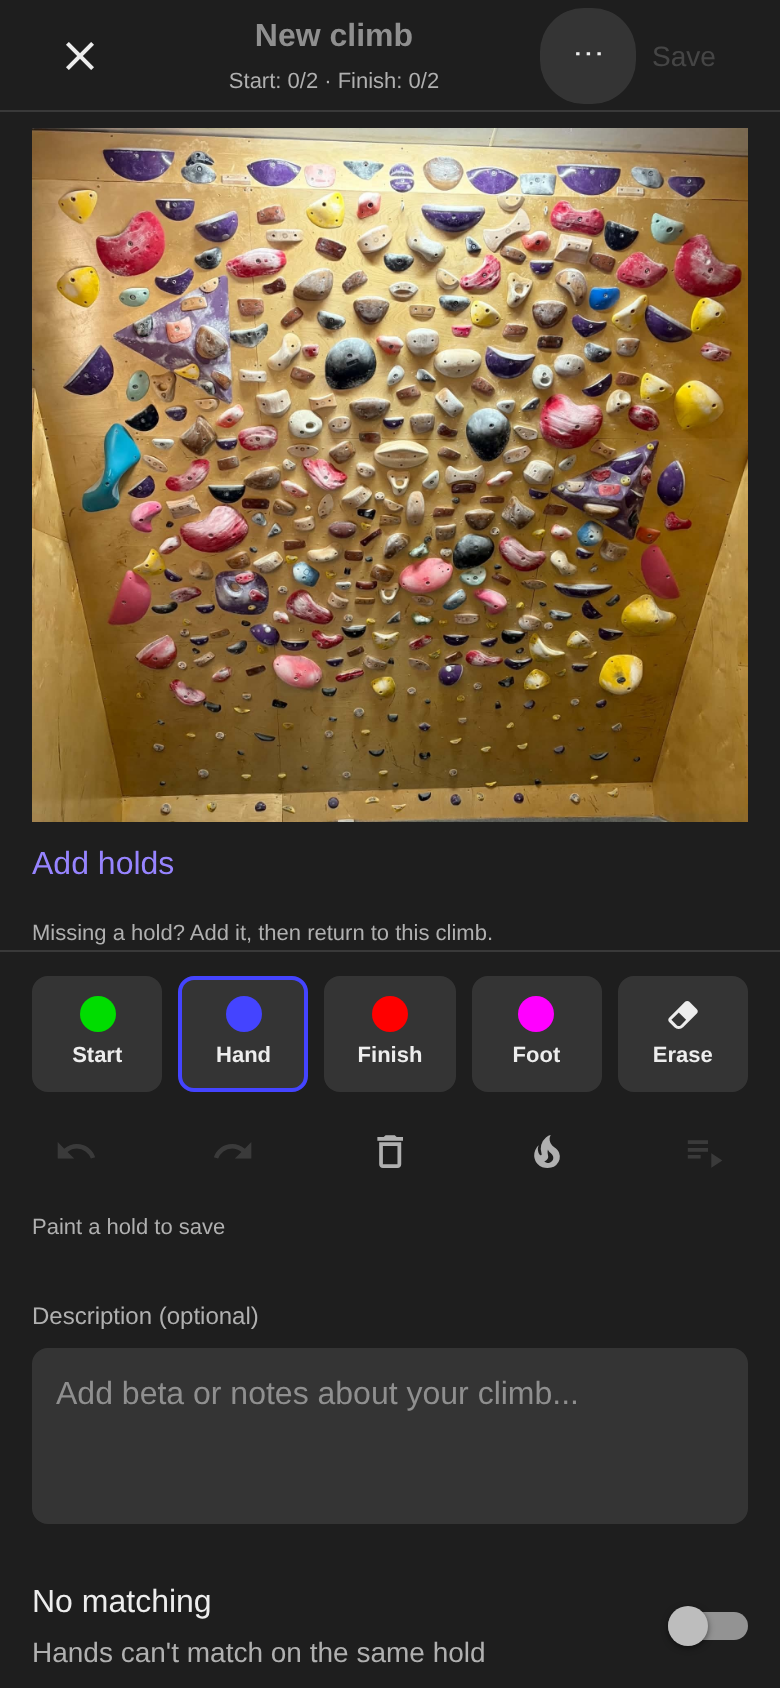 New climb
Start: 0/2 · Finish: 0/2
Save
Add holds
Missing a hold? Add it, then return to this climb.
Start
Hand
Finish
Foot
Erase
Paint a hold to save
Description (optional)
Add beta or notes about your climb...
No matching
Hands can't match on the same hold